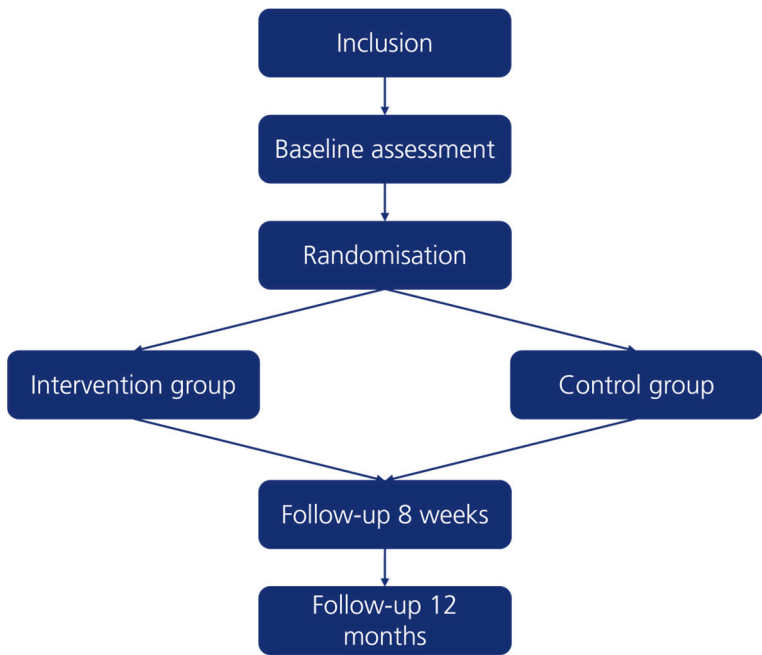 Inclusion
Baseline assessment
Randomisation
Intervention group
Control group
Follow-up 8 weeks
Follow-up 12
months